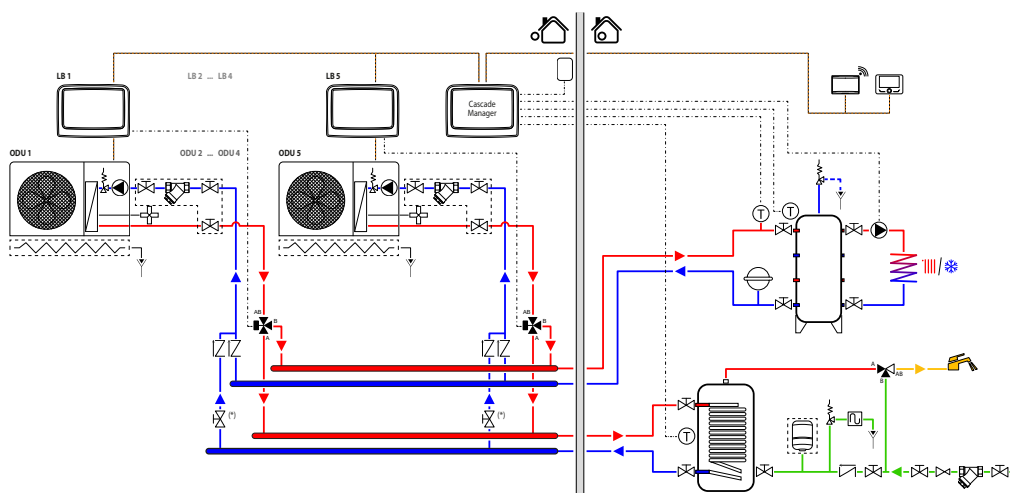 LB 1
LB 2 ... LB 4
LB 5
Cascade
Manager
ODU 1
ODU 2 ... ODU 4
ODU 5
T
T
AB
B
A
AB
B
A
(*)
(*)
A
AB
B
T